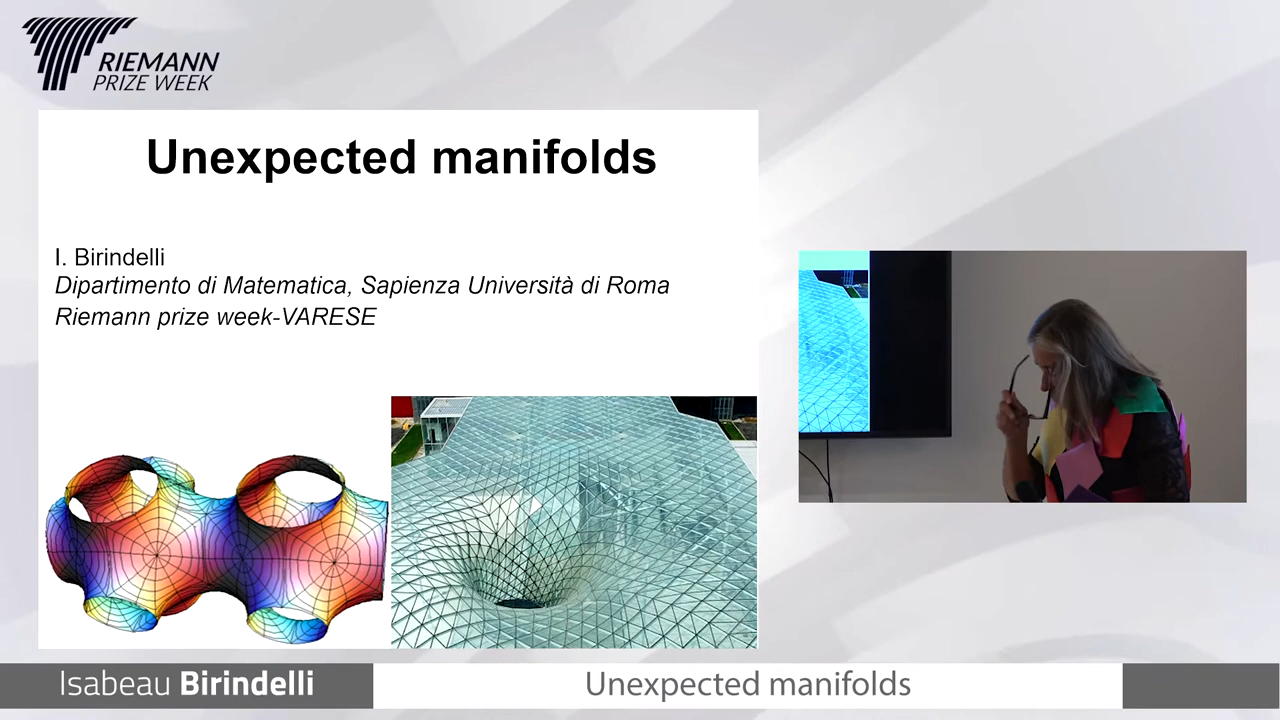 RIEMANN
PRIZE WEEK
Unexpected manifolds
I. Birindelli
Dipartimento di Matematica, Sapienza Università di Roma
Riemann prize week-VARESE
Isabeau Birindelli
Unexpected manifolds